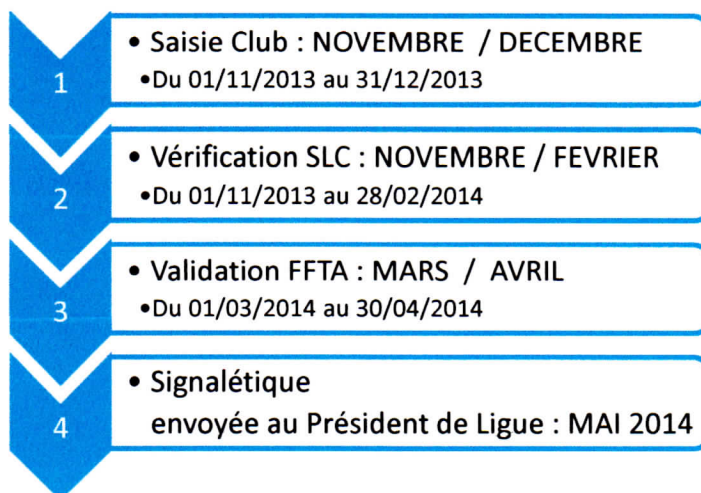 1
• Saisie Club : NOVEMBRE / DECEMBRE
•Du 01/11/2013 au 31/12/2013
2
• Vérification SLC : NOVEMBRE / FEVRIER
•Du 01/11/2013 au 28/02/2014
3
• Validation FFTA : MARS / AVRIL
•Du 01/03/2014 au 30/04/2014
4
• Signalétique
envoyée au Président de Ligue : MAI 2014